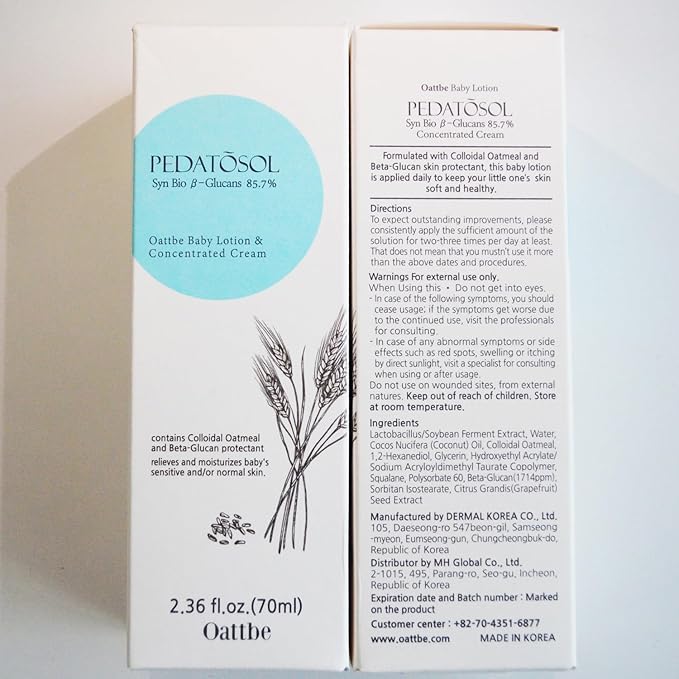 PEDATŌSOL
Syn Bio β-Glucans 85.7%
Oattbe Baby Lotion &
Concentrated Cream
contains Colloidal Oatmeal
and Beta-Glucan protectant
relieves and moisturizes baby's
sensitive and/or normal skin.
2.36 fl.oz.(70ml)
Oattbe
Oattbe Baby Lotion
PEDATŌSOL
Syn Bio β-Glucans 85.7%
Concentrated Cream
Formulated with Colloidal Oatmeal and
Beta-Glucan skin protectant, this baby lotion
is applied daily to keep your little one's skin
soft and healthy.
Directions
To expect outstanding improvements, please
consistently apply the sufficient amount of the
solution for two-three times per day at least.
That does not mean that you mustn't use it more
than the above dates and procedures.
Warnings For external use only.
When Using this • Do not get into eyes.
- In case of the following symptoms, you should
cease usage; if the symptoms get worse due
to the continued use, visit the professionals
for consulting.
- In case of any abnormal symptoms or side
effects such as red spots, swelling or itching
by direct sunlight, visit a specialist for consulting
when using or after usage.
Do not use on wounded sites, from external
natures. Keep out of reach of children. Store
at room temperature.
Ingredients
Lactobacillus/Soybean Ferment Extract, Water,
Cocos Nucifera (Coconut) Oil, Colloidal Oatmeal,
1,2-Hexanediol, Glycerin, Hydroxyethyl Acrylate/
Sodium Acryloyldimethyl Taurate Copolymer,
Squalane, Polysorbate 60, Beta-Glucan(1714ppm),
Sorbitan Isostearate, Citrus Grandis(Grapefruit)
Seed Extract
Manufactured by DERMAL KOREA CO., Ltd.
105, Daeseong-ro 547beon-gil, Samseong
-myeon, Eumseong-gun, Chungcheongbuk-do,
Republic of Korea
Distributor by MH Global Co., Ltd.
2-1015, 495, Parang-ro, Seo-gu, Incheon,
Republic of Korea
Expiration date and Batch number : Marked
on the product
Customer center : +82-70-4351-6877
www.oattbe.com MADE IN KOREA